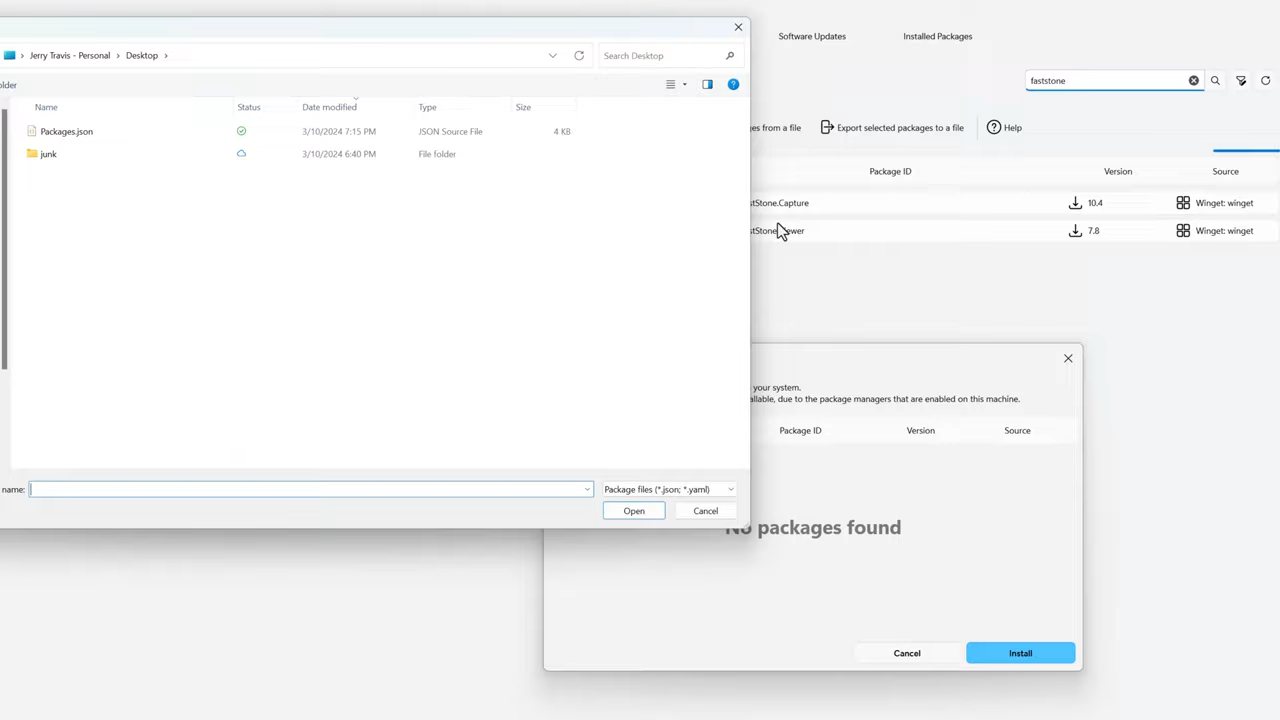 Jerry Travis - Personal > Desktop >
Search Desktop
older
Name Status Date modified Type Size
Packages.json 3/10/2024 7:15 PM JSON Source File 4 KB
junk 3/10/2024 6:40 PM File folder
name:
Package files (*.json; *.yaml)
Open Cancel
Software Updates Installed Packages
faststone
ges from a file Export selected packages to a file Help
Package ID Version Source
stStone.Capture 10.4 Winget: winget
stStone. ewer 7.8 Winget: winget
your system.
allable, due to the package managers that are enabled on this machine.
Package ID Version Source
No packages found
Cancel Install